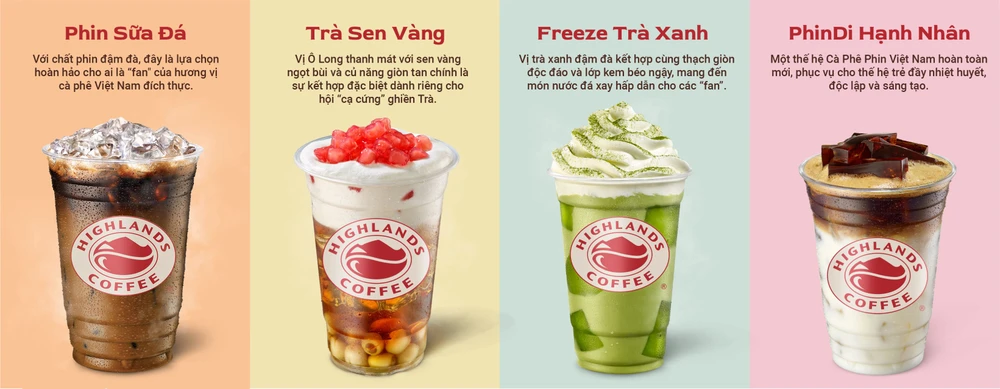 Phin Sữa Đá
Với chất phin đậm đà, đây là lựa chọn
hoàn hảo cho ai là “fan” của hương vị
cà phê Việt Nam đích thực.
HIGHLANDS
COFFEE
Trà Sen Vàng
Vị Ô Long thanh mát với sen vàng
ngọt bùi và củ năng giòn tan chính là
sự kết hợp đặc biệt dành riêng cho
hội “cạ cứng” ghiền Trà.
HIGHLANDS
COFFEE
Freeze Trà Xanh
Vị trà xanh đậm đà kết hợp cùng thạch giòn
độc đáo và lớp kem béo ngậy, mang đến
món nước đá xay hấp dẫn cho các “fan”.
HIGHLANDS
COFFEE
PhinDi Hạnh Nhân
Một thế hệ Cà Phê Phin Việt Nam hoàn toàn
mới, phục vụ cho thế hệ trẻ đầy nhiệt huyết,
độc lập và sáng tạo.
HIGHLANDS
COFFEE